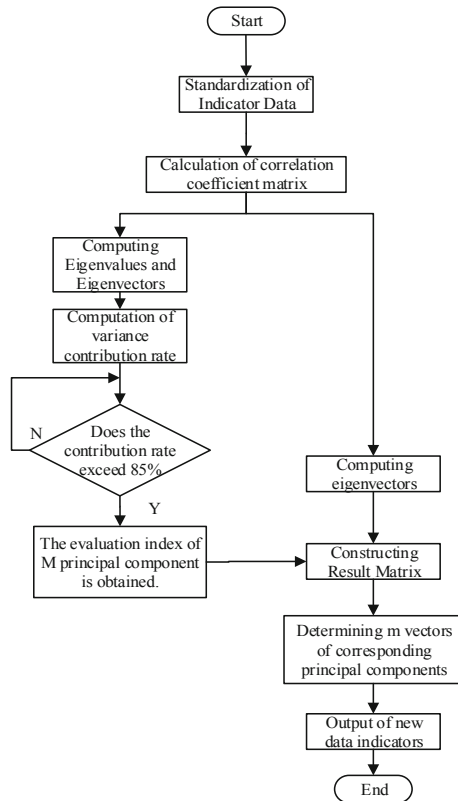 Start
Standardization of
Indicator Data
Calculation of correlation
coefficient matrix
Computing
Eigenvalues and
Eigenvectors
Computation of
variance
contribution rate
N
Does the
contribution rate
exceed 85%
Y
The evaluation index of
M principal component
is obtained.
Computing
eigenvectors
Constructing
Result Matrix
Determining m vectors
of corresponding
principal components
Output of new
data indicators
End